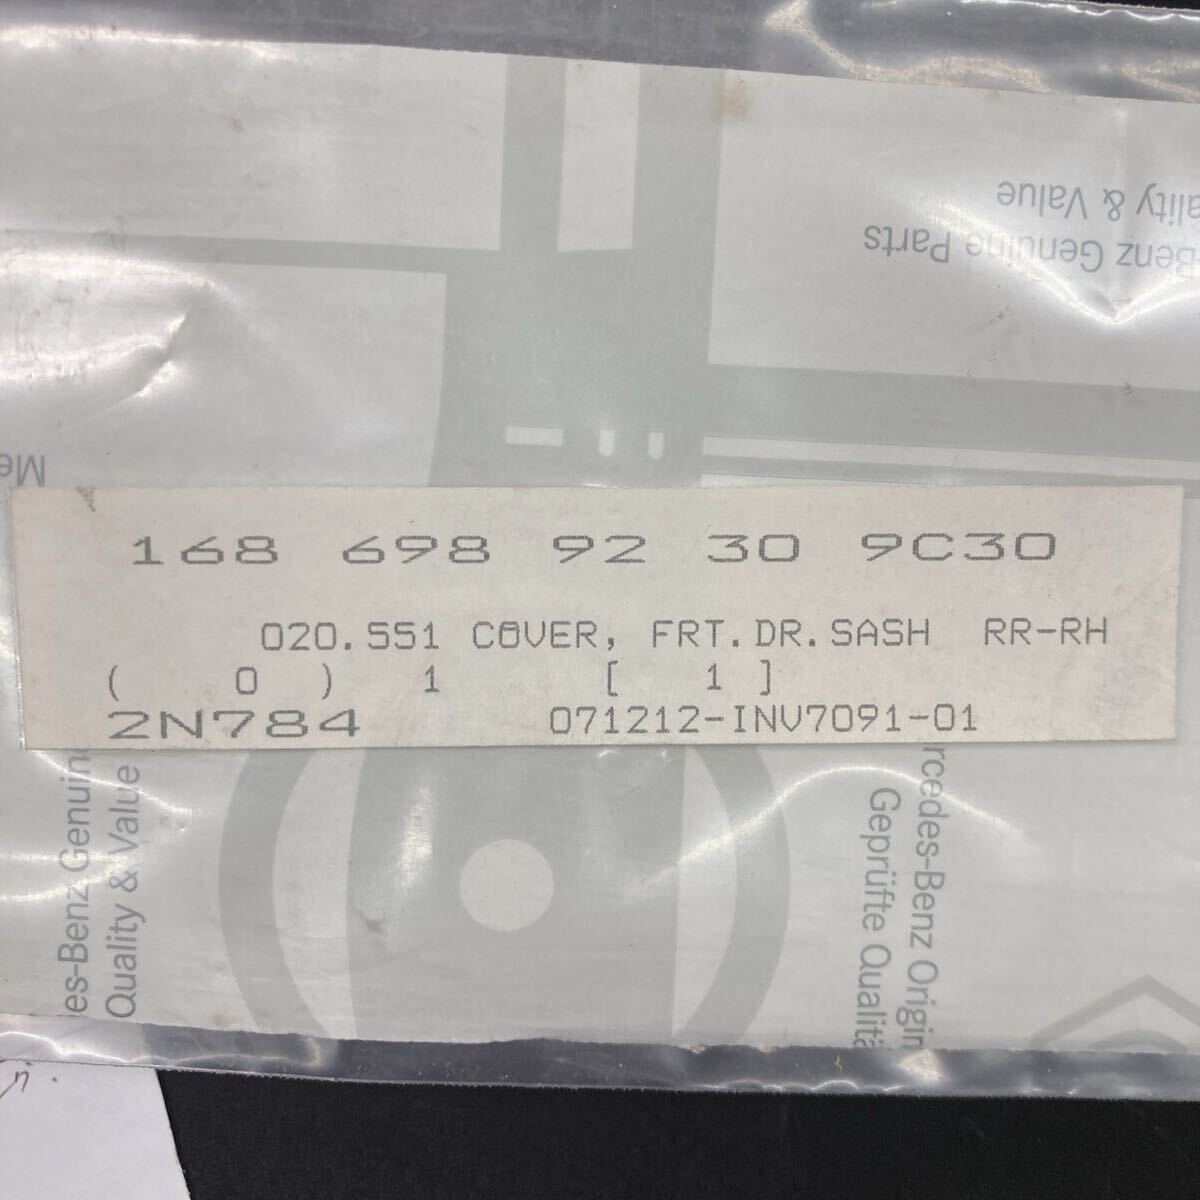 ality & Value
-Benz Genuine Parts
Me
168 698 92 30 9C30
020.551 COVER, FRT.DR.SASH RR-RH
( 0 ) 1 [ 1 ]
2N784 071212-INV7091-01
es-Benz Genuin
Quality & Value
rcedes-Benz Origin
Geprüfte Qualitä